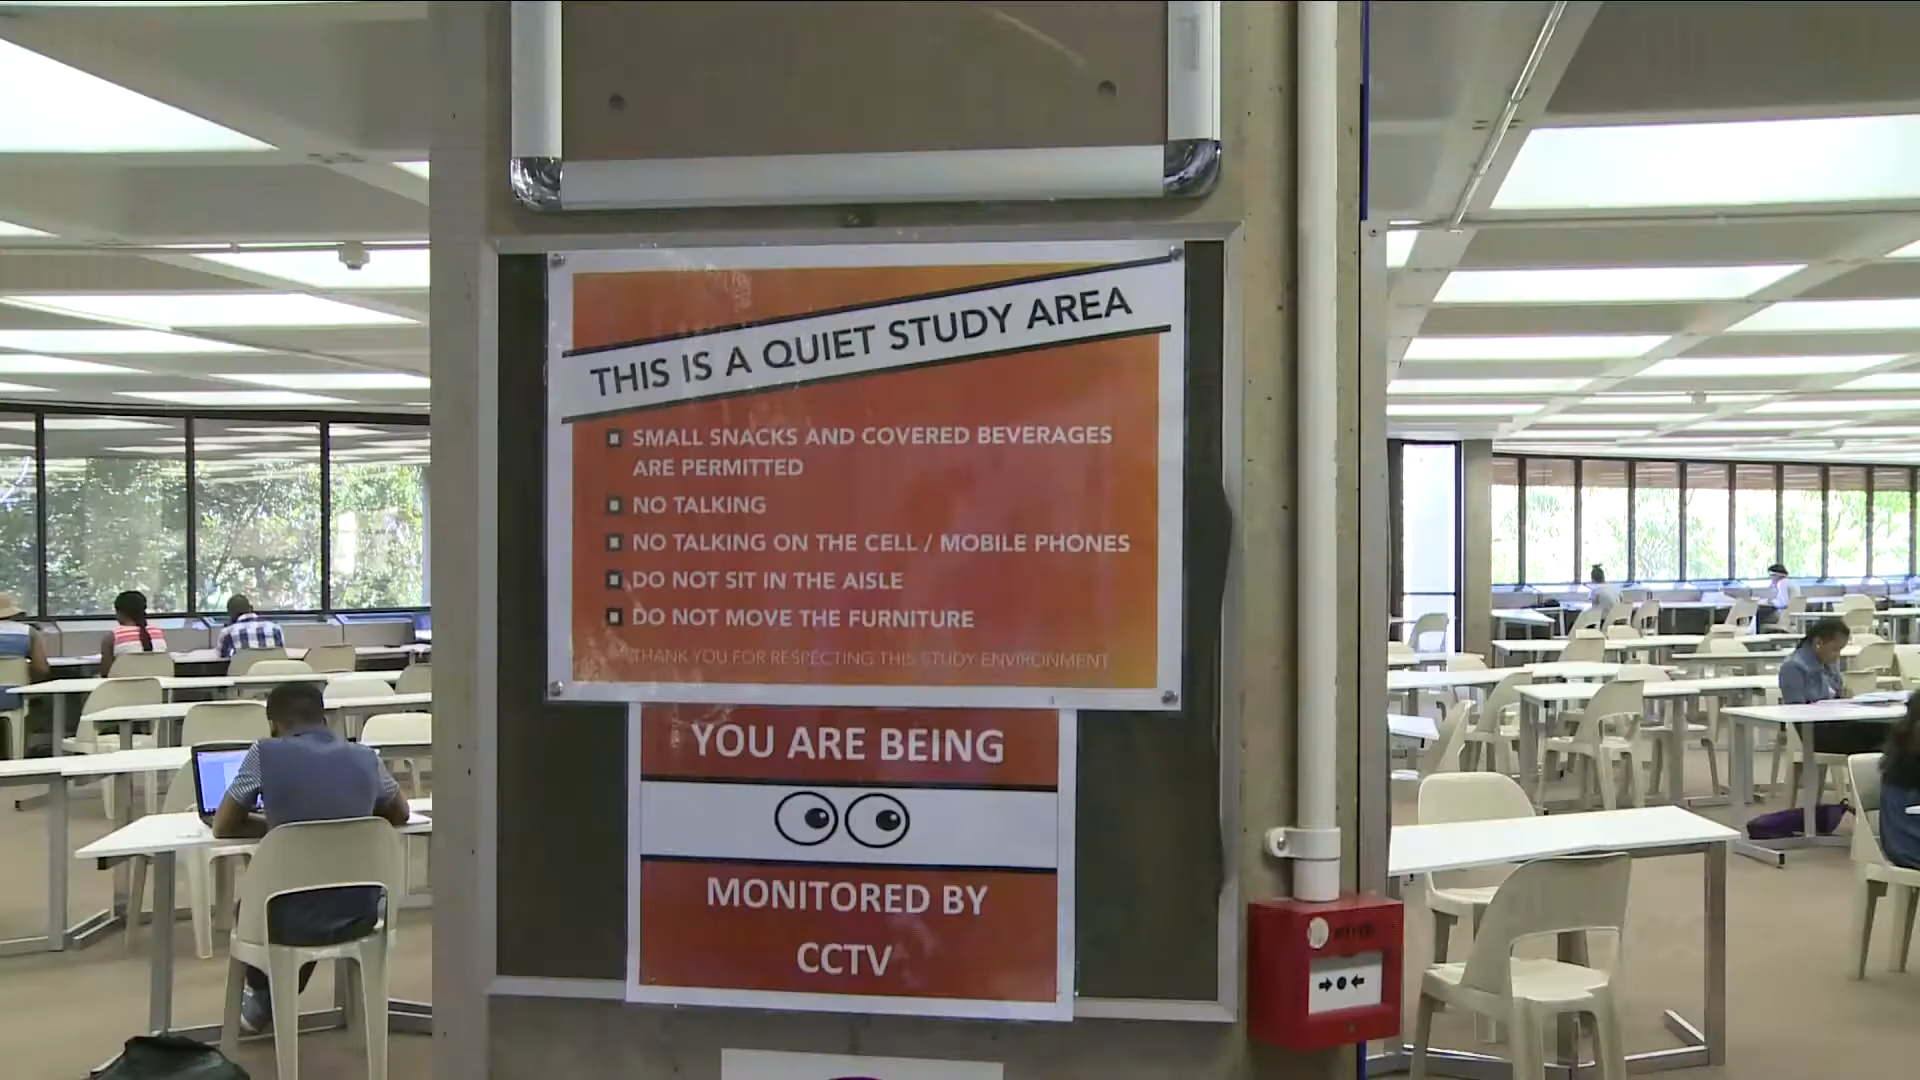 THIS IS A QUIET STUDY AREA
SMALL SNACKS AND COVERED BEVERAGES
ARE PERMITTED
NO TALKING
NO TALKING ON THE CELL / MOBILE PHONES
DO NOT SIT IN THE AISLE
DO NOT MOVE THE FURNITURE
THANK YOU FOR RESPECTING THIS STUDY ENVIRONMENT
YOU ARE BEING
MONITORED BY
CCTV